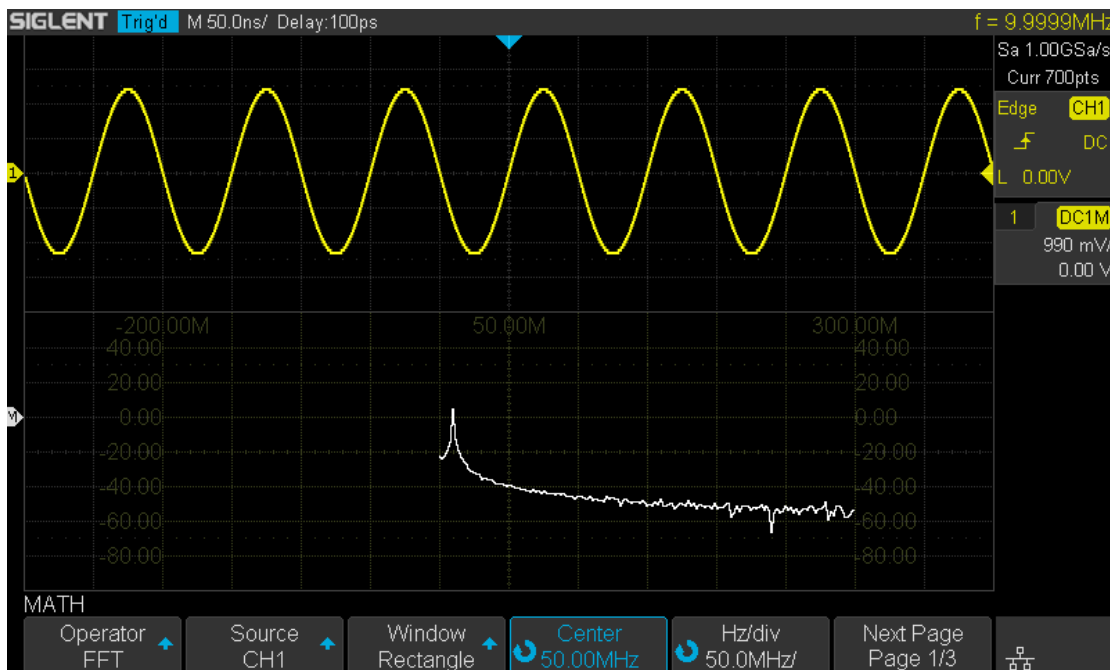 SIGLENT Trig'd M 50.0ns/ Delay:100ps f = 9.9999MHz
Sa 1.00GSa/s
Curr 700pts
Edge CH1
DC
L 0.00V
1 DC1M
990 mV/
0.00 V
1
-200.00M 50.00M 300.00M
40.00 40.00
20.00 20.00
M 0.00 0.00
-20.00 -20.00
-40.00 -40.00
-60.00 -60.00
-80.00 -80.00
MATH
Operator Source Window Center Hz/div Next Page
FFT CH1 Rectangle 50.00MHz 50.0MHz/ Page 1/3